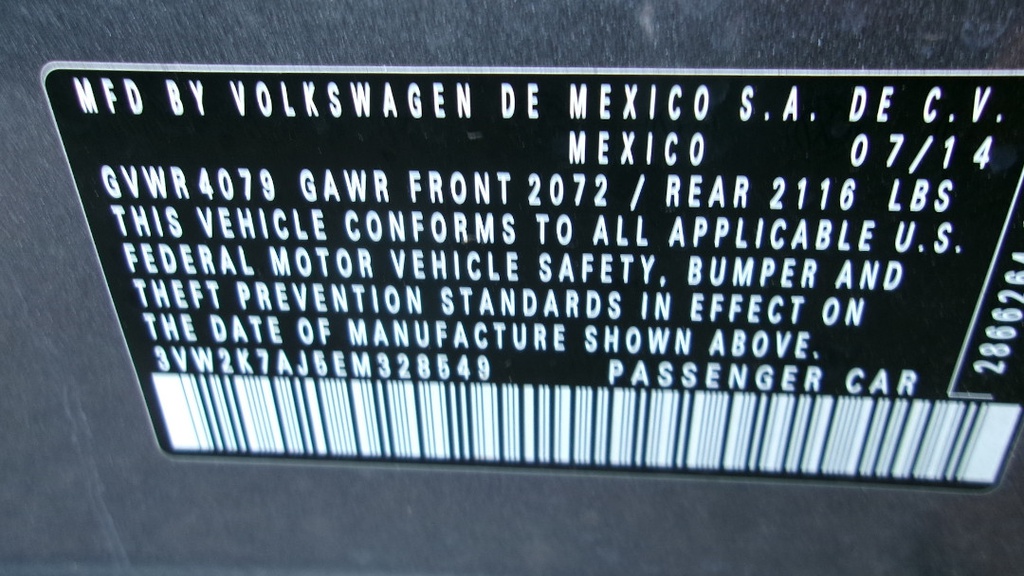 MFD BY VOLKSWAGEN DE MEXICO S.A. DE C.V.
MEXICO 07/14
GVWR 4079 GAWR FRONT 2072 / REAR 2116 LBS
THIS VEHICLE CONFORMS TO ALL APPLICABLE U.S.
FEDERAL MOTOR VEHICLE SAFETY, BUMPER AND
THEFT PREVENTION STANDARDS IN EFFECT ON
THE DATE OF MANUFACTURE SHOWN ABOVE.
3VW2K7AJ5EM328549 PASSENGER CAR